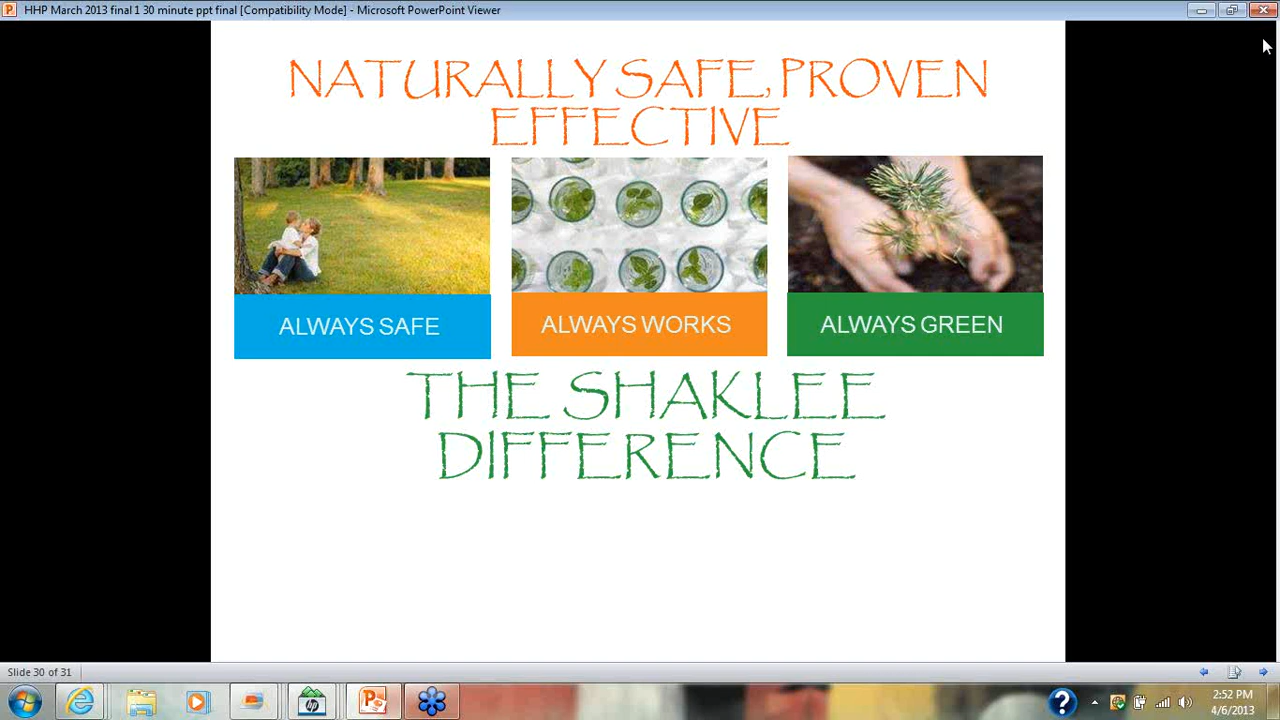 HHP March 2013 final 1 30 minute ppt final [Compatibility Mode] - Microsoft PowerPoint Viewer
NATURALLY SAFE, PROVEN
EFFECTIVE
ALWAYS SAFE
ALWAYS WORKS
ALWAYS GREEN
THE SHAKLEE
DIFFERENCE
Slide 30 of 31
2:52 PM
4/6/2013